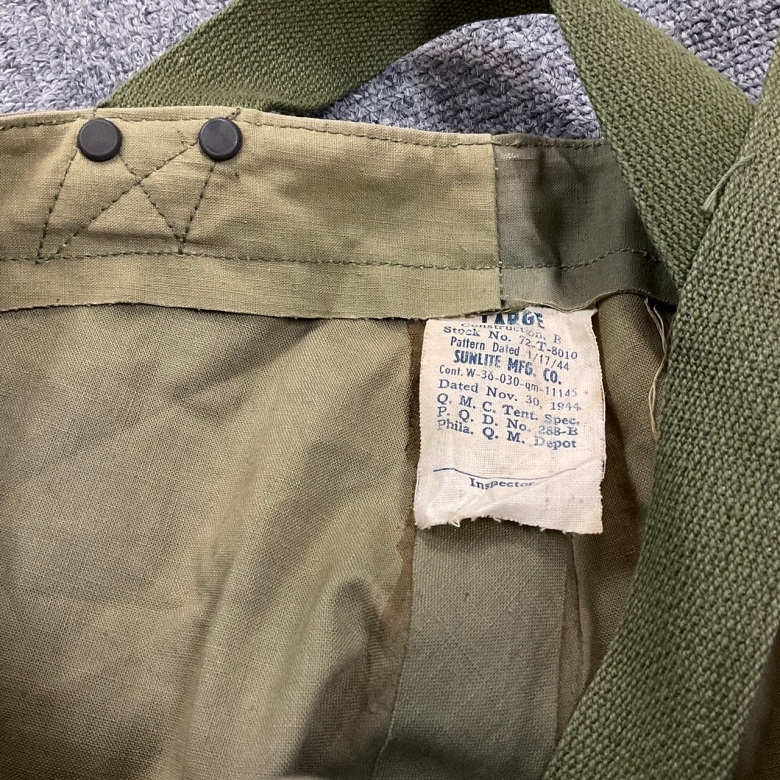 LARGE
Construction, B
Stock No. 72-T-8010
Pattern Dated 1/17/44
SUNLITE MFG. CO.
Cont. W-36-030-qm-11145
Dated Nov. 30, 1944
Q. M. C. Tent. Spec.
P. Q. D. No. 288-B
Phila. Q. M. Depot
Inspector